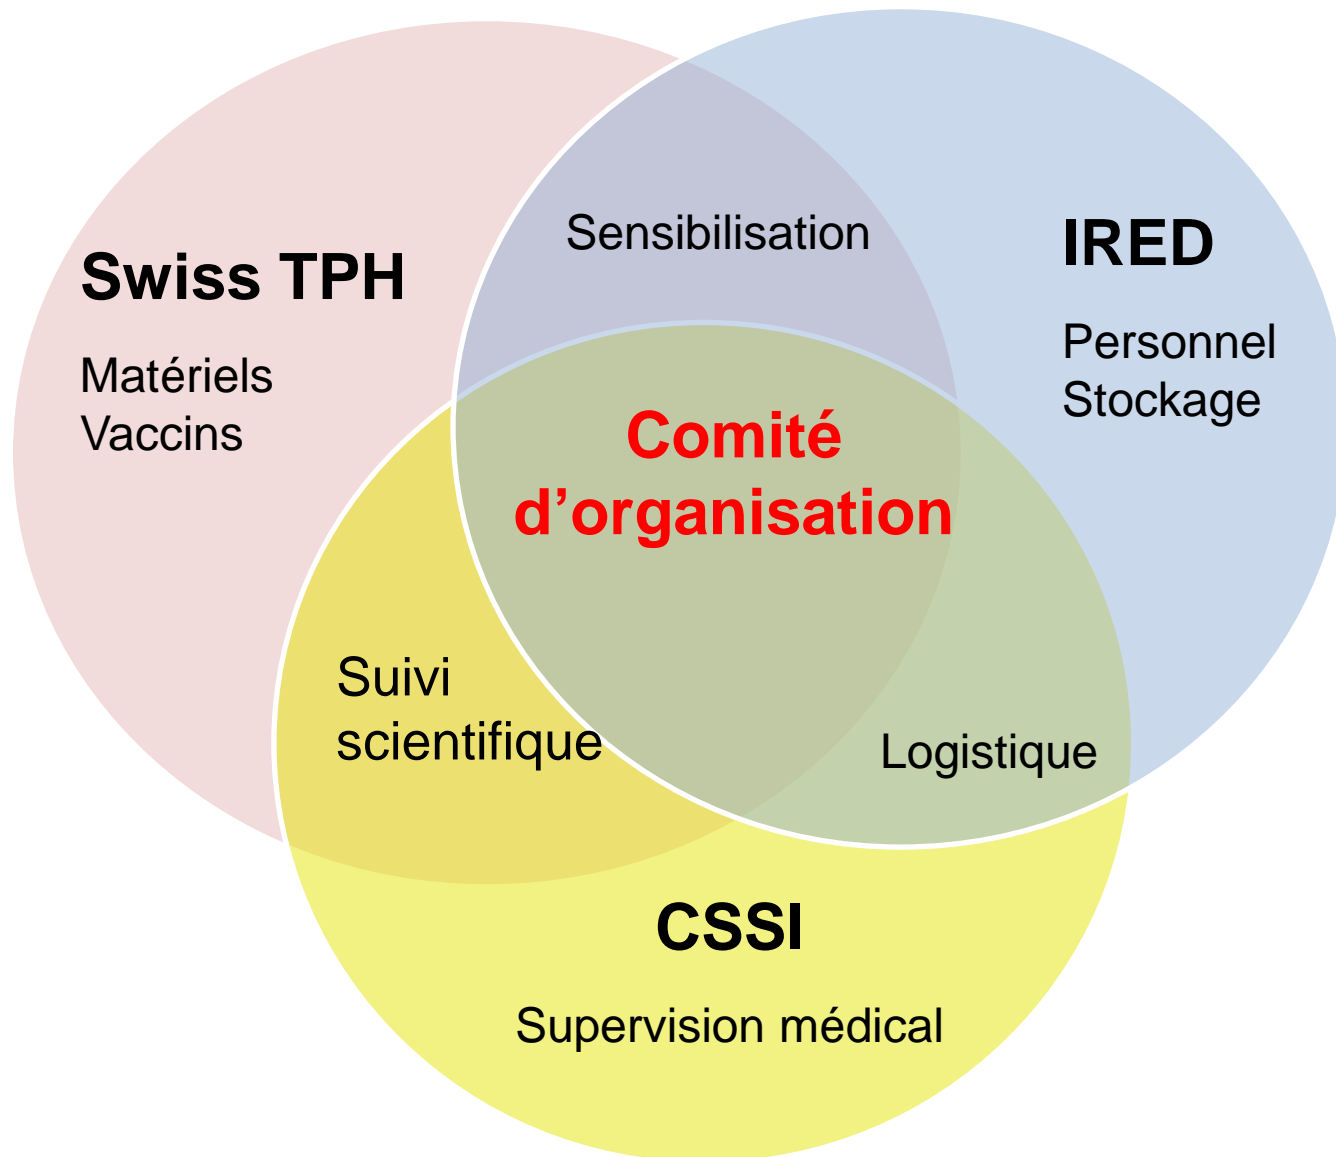 Swiss TPH
Matériels
Vaccins
Sensibilisation
IRED
Personnel
Stockage
Comité
d’organisation
Suivi
scientifique
Logistique
CSSI
Supervision médical